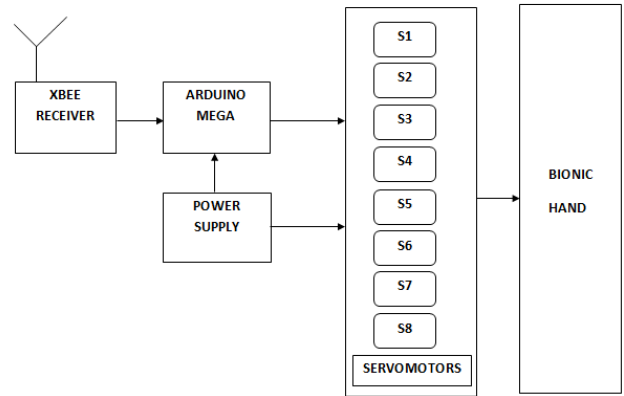 XBEE
RECEIVER
ARDUINO
MEGA
POWER
SUPPLY
S1
S2
S3
S4
S5
S6
S7
S8
SERVOMOTORS
BIONIC
HAND